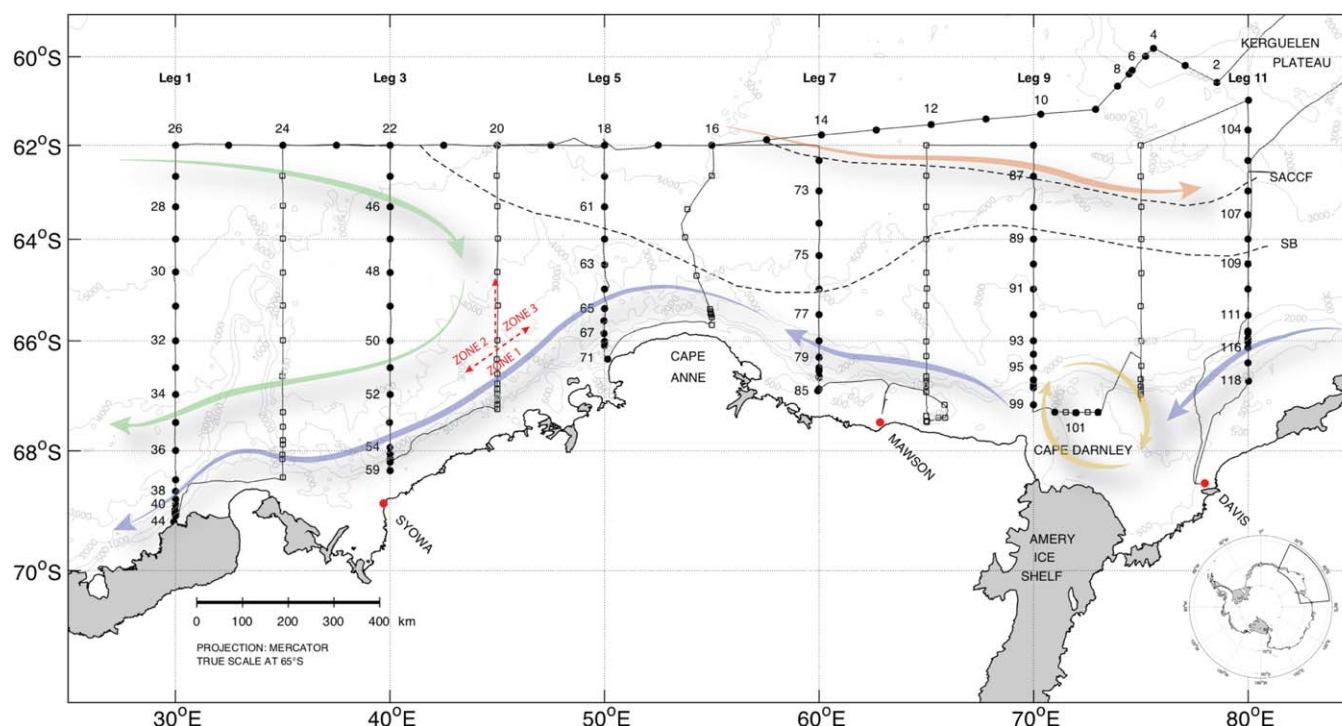 60°S
62°S
64°S
66°S
68°S
70°S
Leg 1
Leg 3
Leg 5
Leg 7
Leg 9
Leg 11
KERGUELEN
PLATEAU
26
24
22
20
18
16
14
12
10
8
6
4
2
28
30
32
34
36
38
40
44
46
48
50
52
54
59
61
63
65
67
71
73
75
77
79
85
87
89
91
93
95
99
101
104
107
109
111
116
118
SACCF
SB
ZONE 2
ZONE 3
ZONE 1
CAPE
ANNE
CAPE DARNLEY
MAWSON
SYOWA
DAVIS
AMERY
ICE
SHELF
0 100 200 300 400 km
PROJECTION: MERCATOR
TRUE SCALE AT 65°S
30°E
40°E
50°E
60°E
70°E
80°E